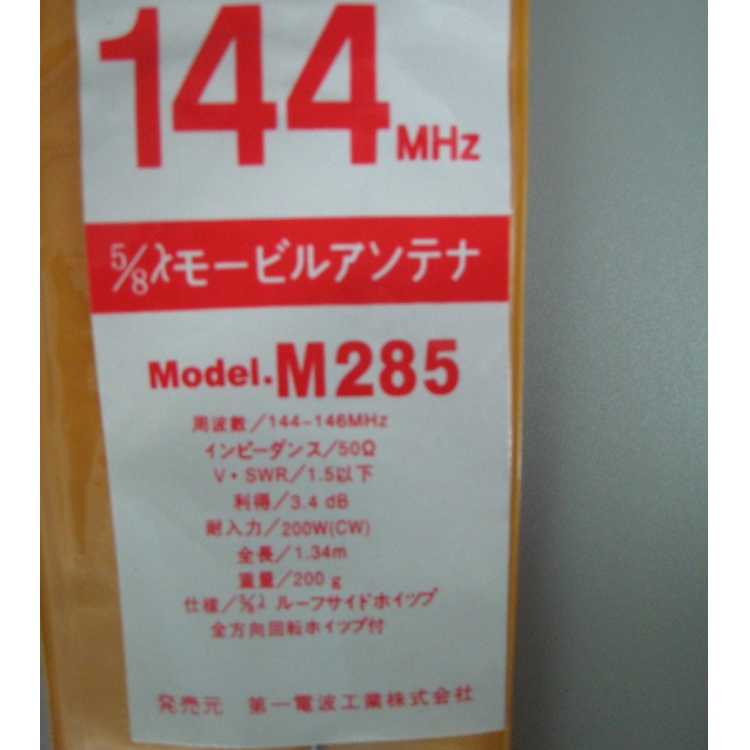 144MHz
5/8λモービルアンテナ
Model.M285
周波数/144~146MHz
インピーダンス/50Ω
V・SWR/1.5以下
利得/3.4 dB
耐入力/200W(CW)
全長/1.34m
重量/200g
仕様/⅝λ ルーフサイドホイツプ
全方向回転ホイツプ付
発売元 第一電波工業株式会社